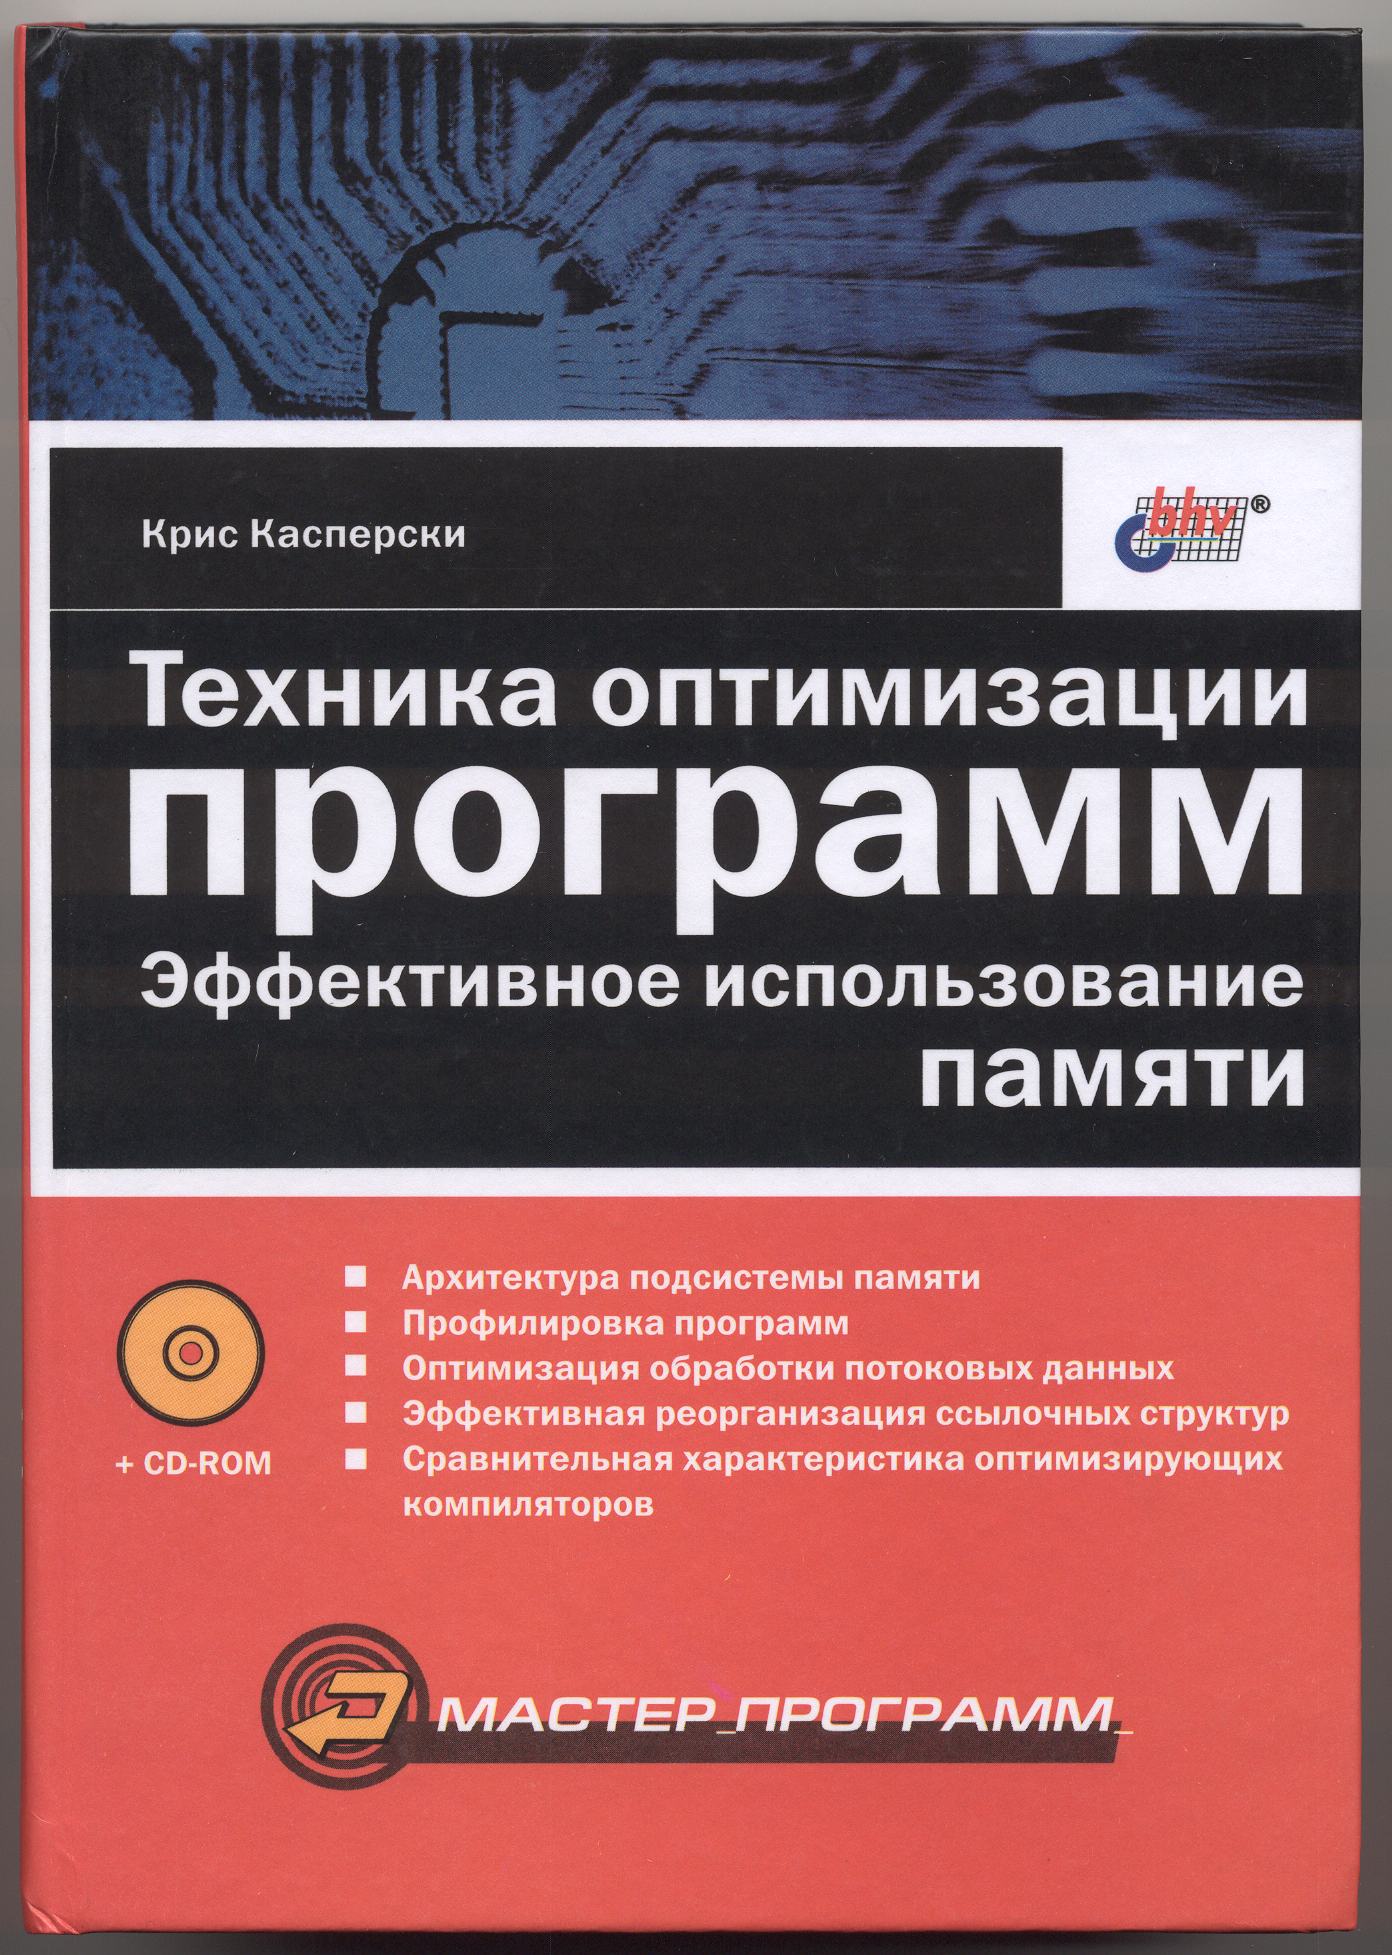 Крис Касперски
bhv®
Техника оптимизации
программ
Эффективное использование
памяти
+ CD-ROM
Архитектура подсистемы памяти
Профилировка программ
Оптимизация обработки потоковых данных
Эффективная реорганизация ссылочных структур
Сравнительная характеристика оптимизирующих
компиляторов
МАСТЕР_ПРОГРАММ_